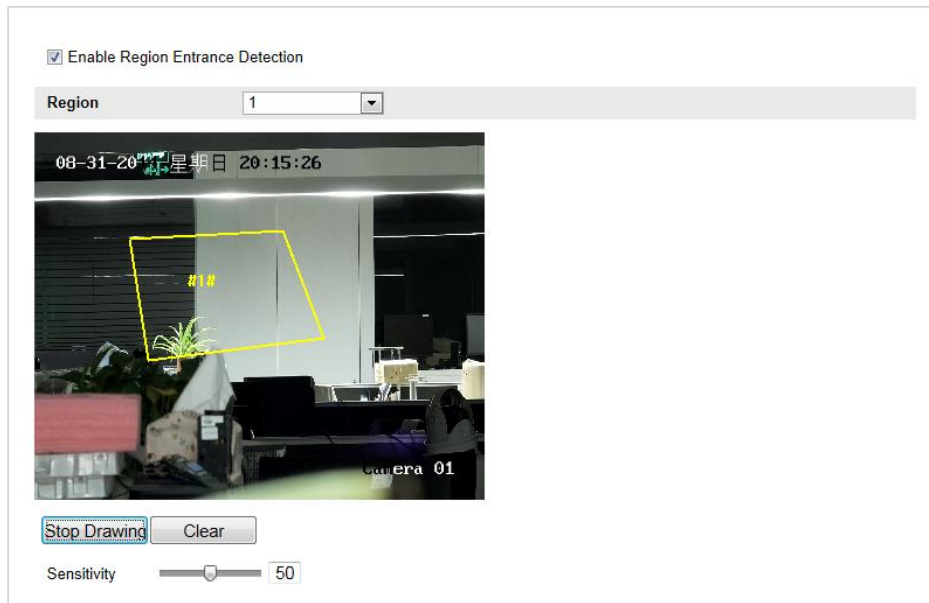 Enable Region Entrance Detection
Region 1
08-31-20 星期日 20:15:26
#1#
Camera 01
Stop Drawing Clear
Sensitivity 50